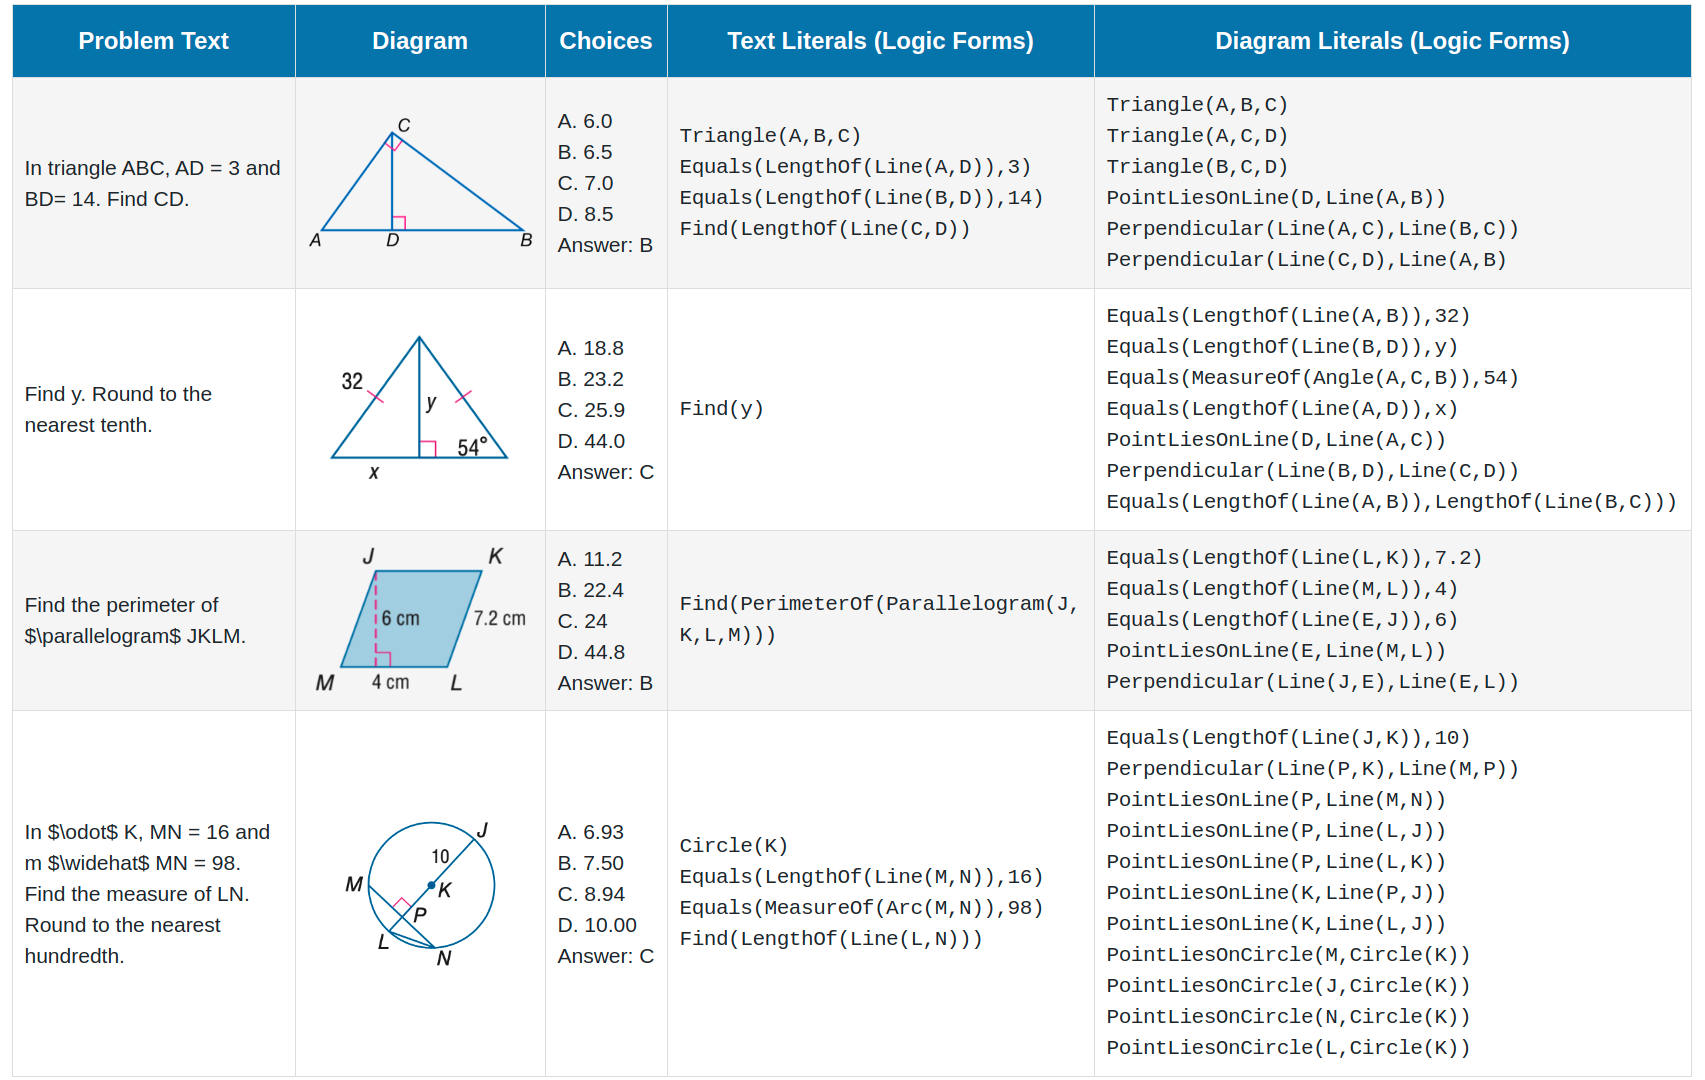 Problem Text
Diagram
Choices
Text Literals (Logic Forms)
Diagram Literals (Logic Forms)
In triangle ABC, AD = 3 and
BD= 14. Find CD.
C
A
D
B
A. 6.0
B. 6.5
C. 7.0
D. 8.5
Answer: B
Triangle(A,B,C)
Equals(LengthOf(Line(A,D)),3)
Equals(LengthOf(Line(B,D)),14)
Find(LengthOf(Line(C,D))
Triangle(A,B,C)
Triangle(A,C,D)
Triangle(B,C,D)
PointLiesOnLine(D,Line(A,B))
Perpendicular(Line(A,C),Line(B,C))
Perpendicular(Line(C,D),Line(A,B)
Find y. Round to the
nearest tenth.
32
y
54°
x
A. 18.8
B. 23.2
C. 25.9
D. 44.0
Answer: C
Find(y)
Equals(LengthOf(Line(A,B)),32)
Equals(LengthOf(Line(B,D)),y)
Equals(MeasureOf(Angle(A,C,B)),54)
Equals(LengthOf(Line(A,D)),x)
PointLiesOnLine(D,Line(A,C))
Perpendicular(Line(B,D),Line(C,D))
Equals(LengthOf(Line(A,B)),LengthOf(Line(B,C)))
Find the perimeter of
$\parallelogram$ JKLM.
J
K
6 cm
7.2 cm
M
4 cm
L
A. 11.2
B. 22.4
C. 24
D. 44.8
Answer: B
Find(PerimeterOf(Parallelogram(J,
K,L,M)))
Equals(LengthOf(Line(L,K)),7.2)
Equals(LengthOf(Line(M,L)),4)
Equals(LengthOf(Line(E,J)),6)
PointLiesOnLine(E,Line(M,L))
Perpendicular(Line(J,E),Line(E,L))
In $\odot$ K, MN = 16 and
m $\widehat$ MN = 98.
Find the measure of LN.
Round to the nearest
hundredth.
J
10
M
K
P
L
N
A. 6.93
B. 7.50
C. 8.94
D. 10.00
Answer: C
Circle(K)
Equals(LengthOf(Line(M,N)),16)
Equals(MeasureOf(Arc(M,N)),98)
Find(LengthOf(Line(L,N)))
Equals(LengthOf(Line(J,K)),10)
Perpendicular(Line(P,K),Line(M,P))
PointLiesOnLine(P,Line(M,N))
PointLiesOnLine(P,Line(L,J))
PointLiesOnLine(P,Line(L,K))
PointLiesOnLine(K,Line(P,J))
PointLiesOnLine(K,Line(L,J))
PointLiesOnCircle(M,Circle(K))
PointLiesOnCircle(J,Circle(K))
PointLiesOnCircle(N,Circle(K))
PointLiesOnCircle(L,Circle(K))